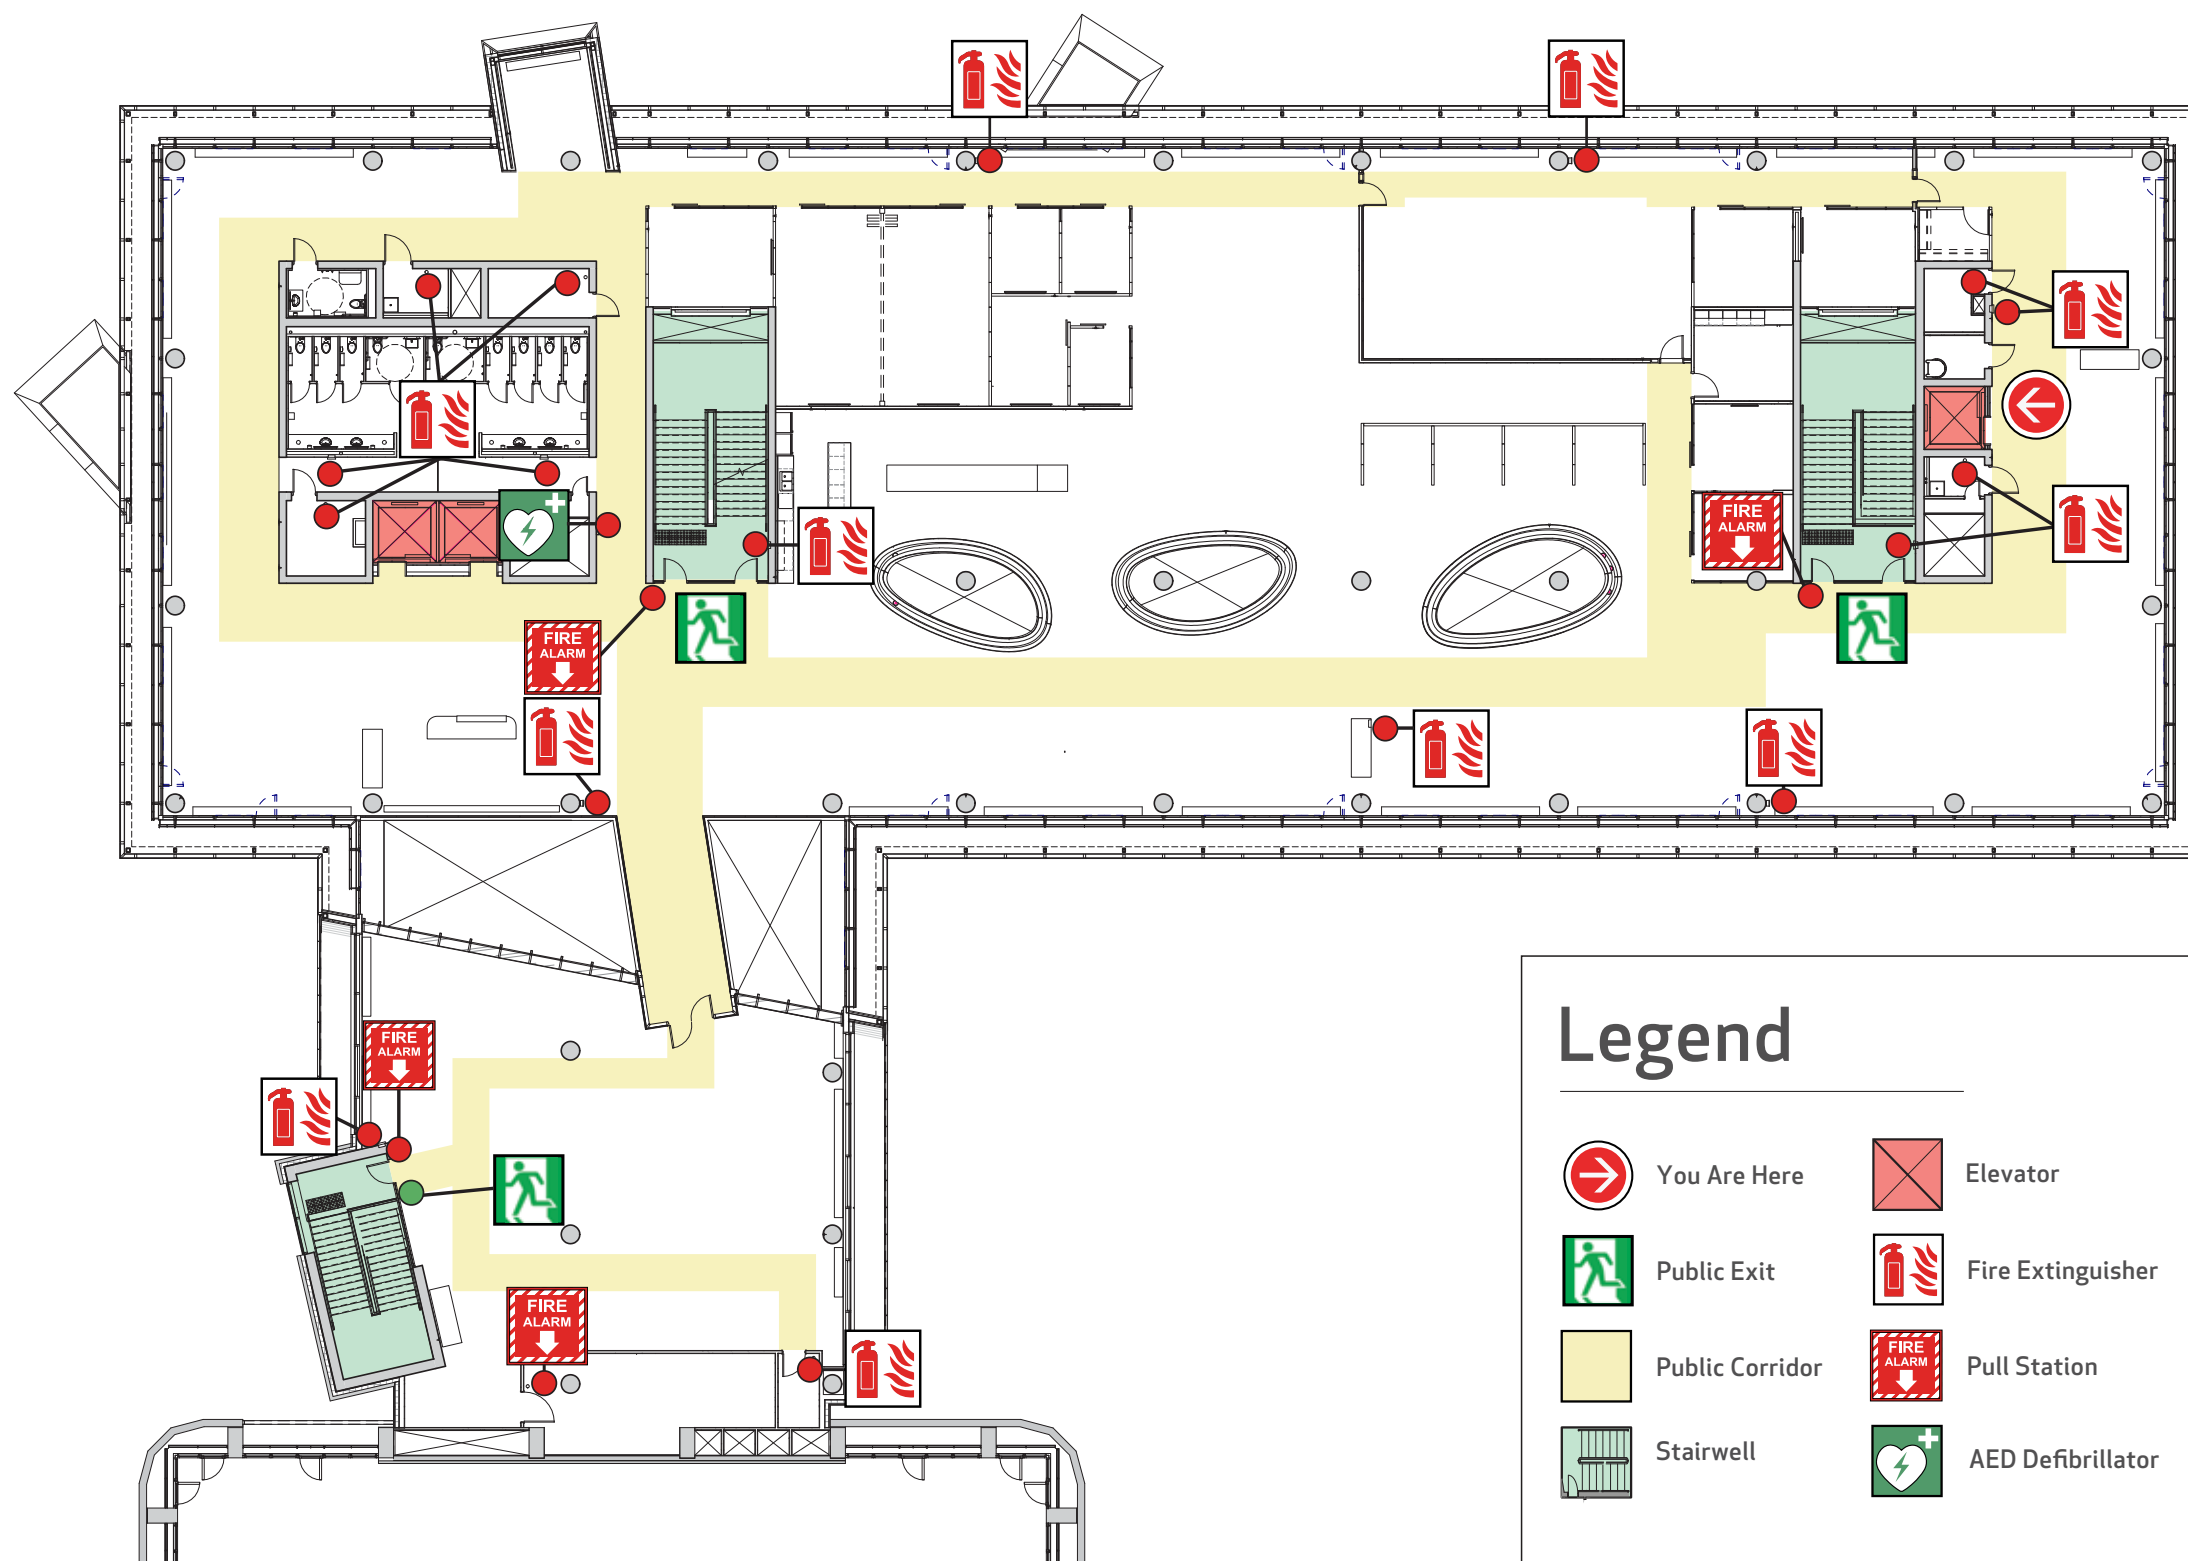 FIRE
ALARM
FIRE
ALARM
FIRE
ALARM
FIRE
ALARM
Legend
You Are Here
Elevator
Public Exit
Fire Extinguisher
Public Corridor
FIRE
ALARM
Pull Station
Stairwell
AED Defibrillator